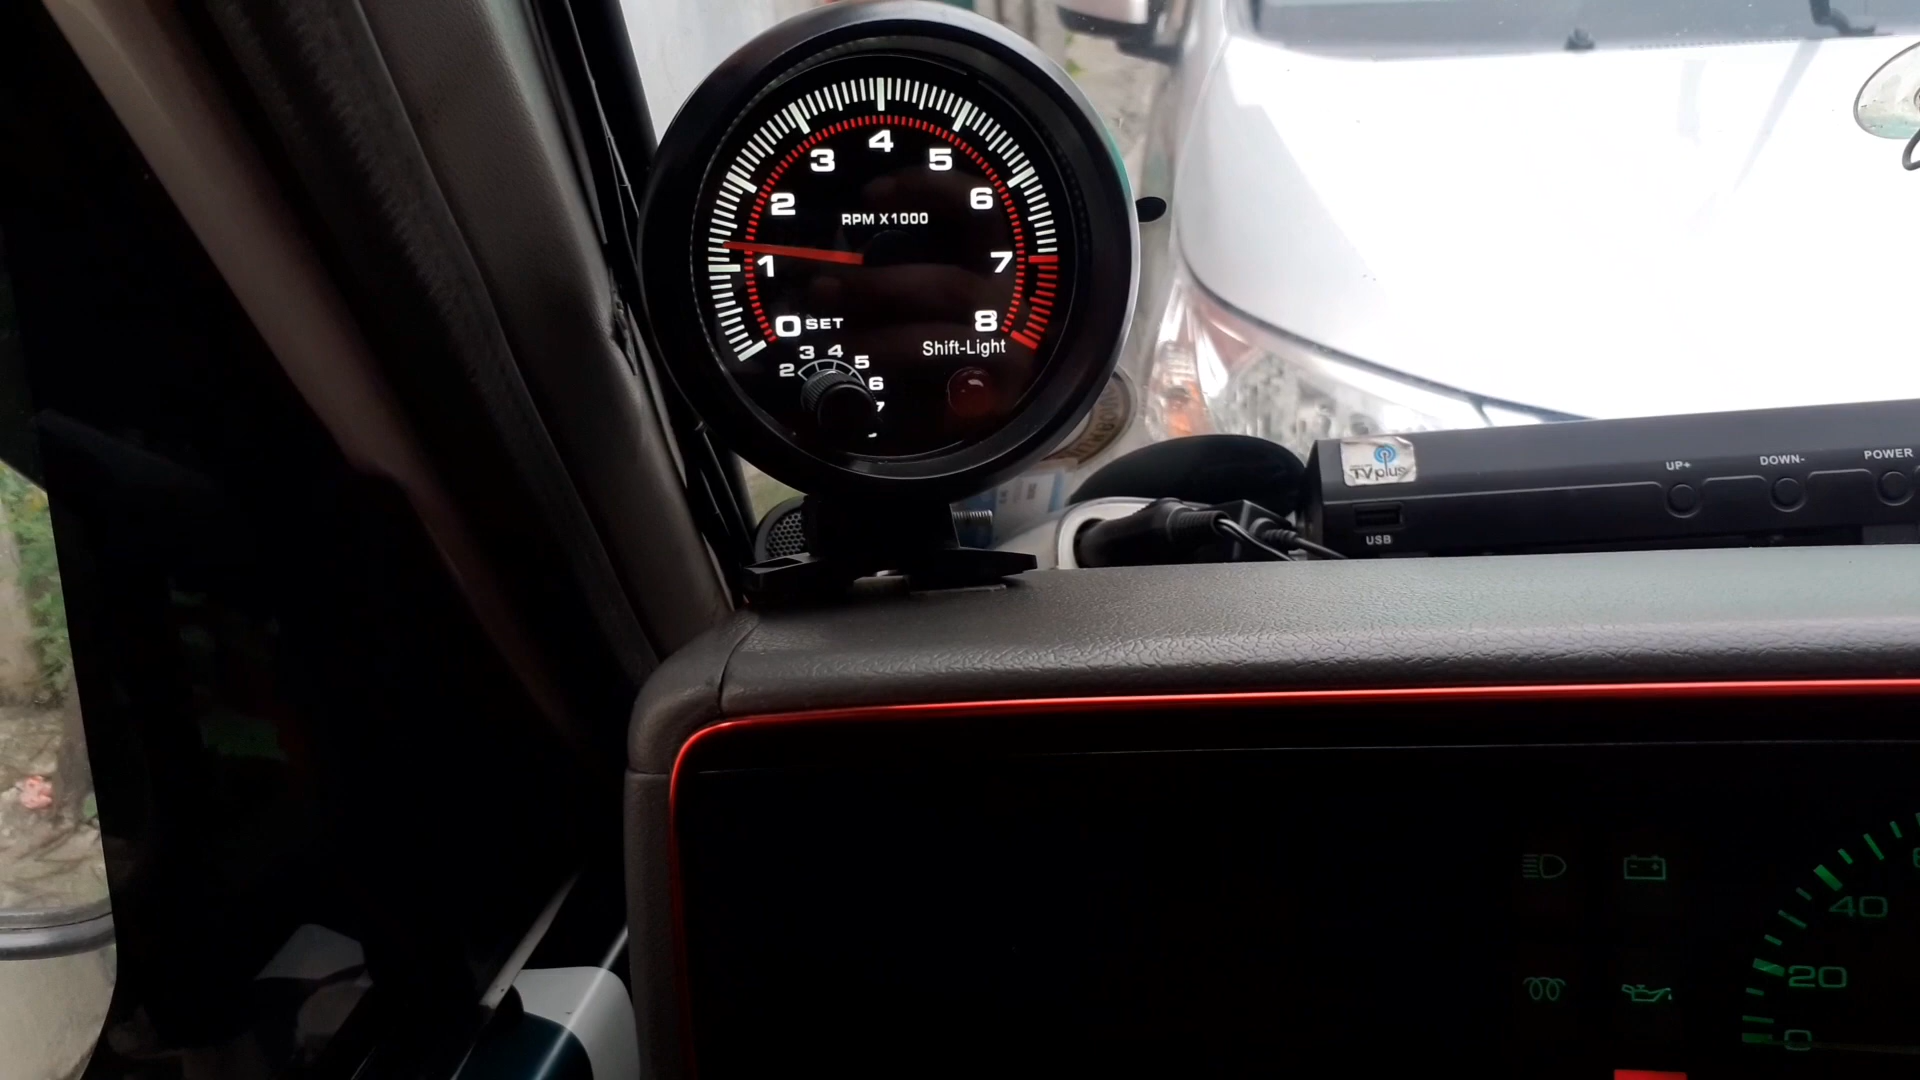 4
3
5
2
6
RPM X1000
1
7
0 SET
8
Shift-Light
3 4
2
5
6
7
TVplus
UP+
DOWN-
POWER
USB
40
20
0